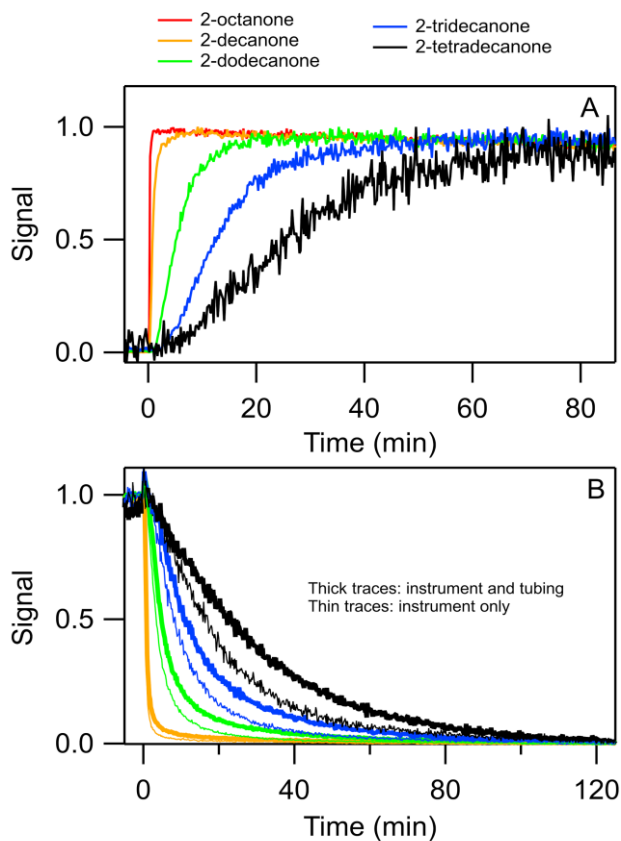 2-octanone
2-decanone
2-dodecanone
2-tridecanone
2-tetradecanone
A
1.0
0.5
0.0
Signal
0 20 40 60 80
Time (min)
B
1.0
0.5
0.0
Signal
Thick traces: instrument and tubing
Thin traces: instrument only
0 40 80 120
Time (min)